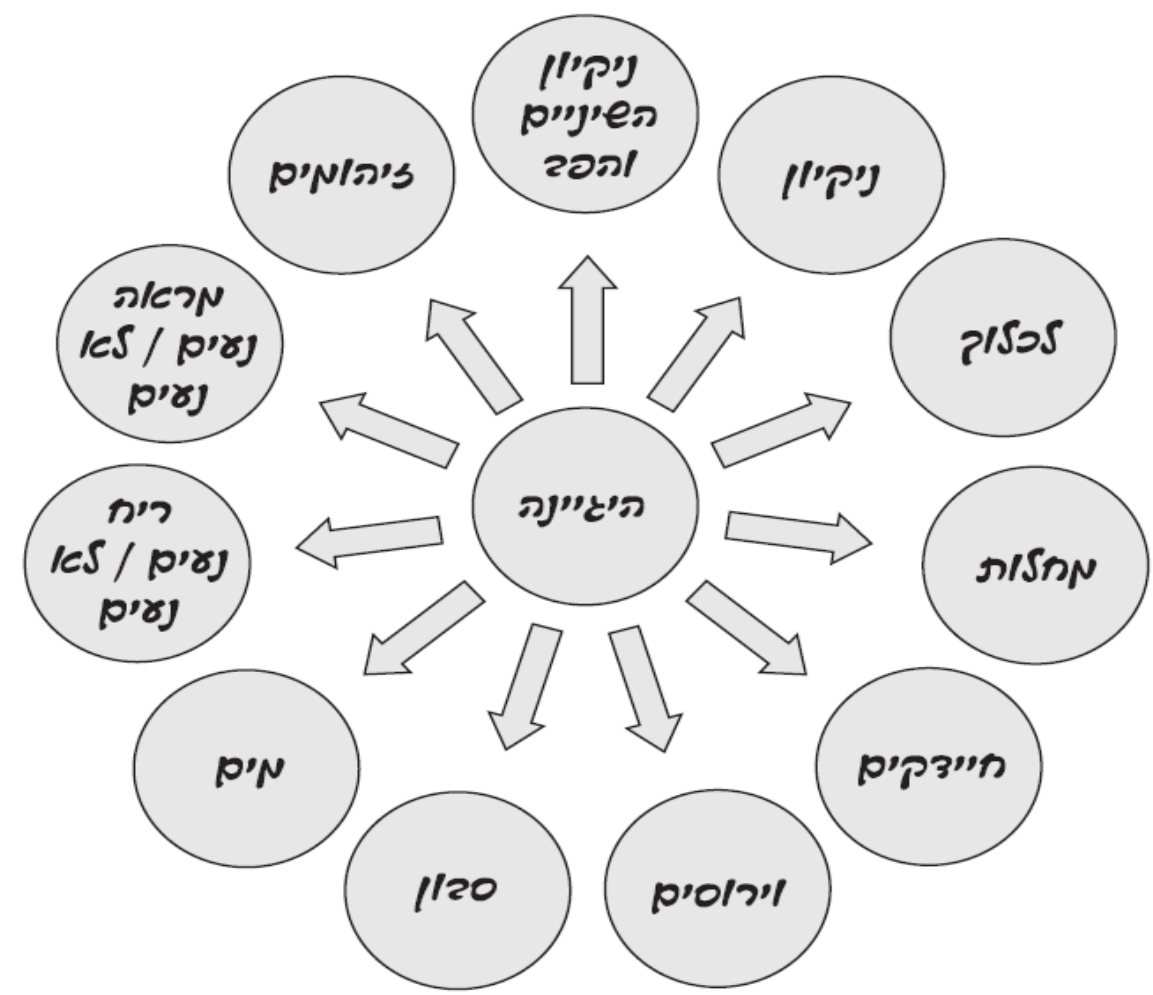 ניקיון
השיניים
והפה
ניקיון
לכלוך
מחלות
חיידקים
וירוסים
סבון
מים
ריח
נעים / לא
נעים
מראה
נעים / לא
נעים
זיהומים
היגיינה